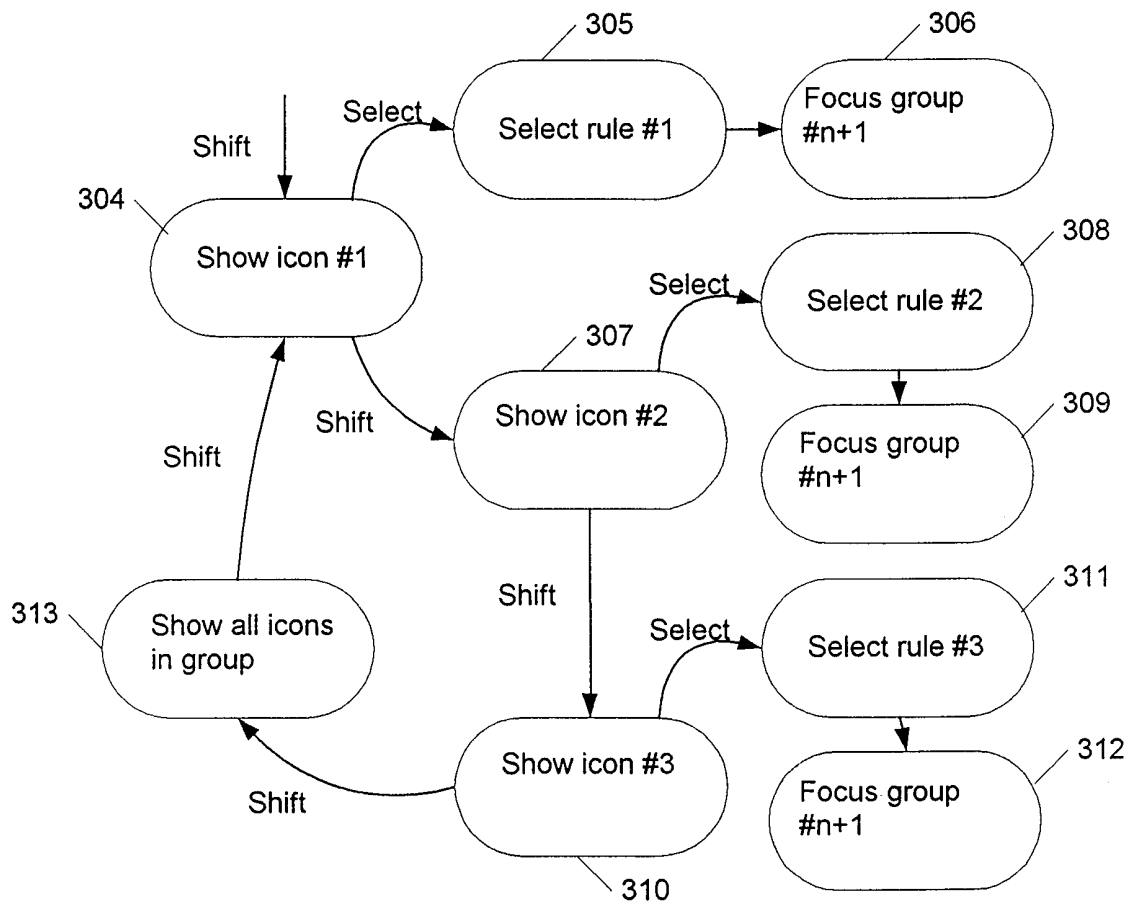 305
306
Select
Select rule #1
Focus group
#n+1
Shift
304
Show icon #1
308
Select
Select rule #2
307
Shift
Show icon #2
309
Focus group
#n+1
Shift
311
313
Show all icons
in group
Shift
Select
Select rule #3
312
Show icon #3
Focus group
#n+1
Shift
310